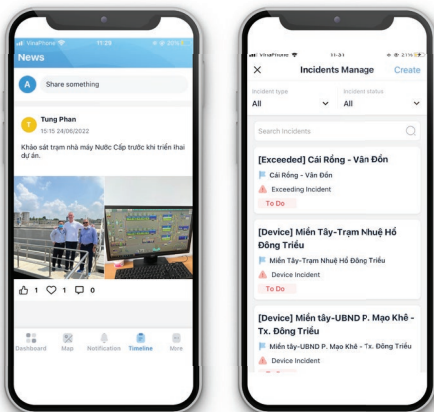 VinaPhone 11:29
News
A Share something
T Tung Phan
15:15 24/06/2022
Khảo sát trạm nhà máy Nước Cấp trước khi triển
dự án.
1 1 0
Dashboard Map Notification Timeline More
VinaPhone 11:31 21%
Incidents Manage Create
Incident type Incident status
All All
Search Incidents
[Exceeded] Cái Rồng - Vân Đồn
Cái Rồng - Vân Đồn
Exceeding Incident
To Do
[Device] Miền Tây-Trạm Nhuệ Hổ
Đông Triều
Miền Tây-Trạm Nhuệ Hổ Đông Triều
Device Incident
To Do
[Device] Miền tây-UBND P. Mạo Khê -
Tx. Đông Triều
Miền tây-UBND P. Mạo Khê - Tx. Đông Triều
Device Incident